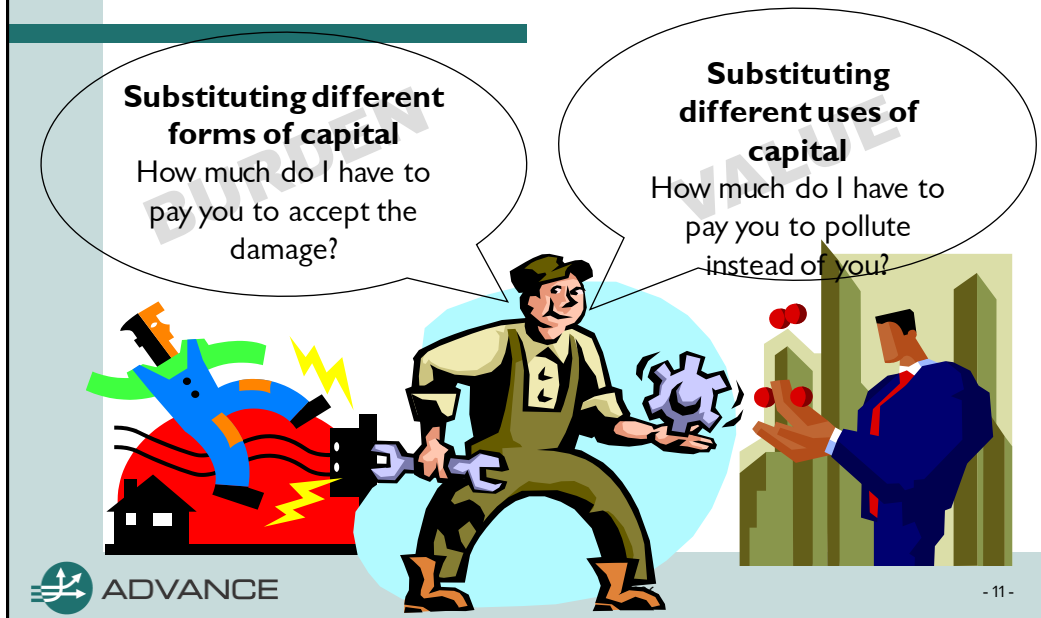 Substituting different
forms of capital
How much do I have to
pay you to accept the
damage?
BURDEN
Substituting
different uses of
capital
How much do I have to
pay you to pollute
instead of you?
VALUE
ADVANCE
- 11 -